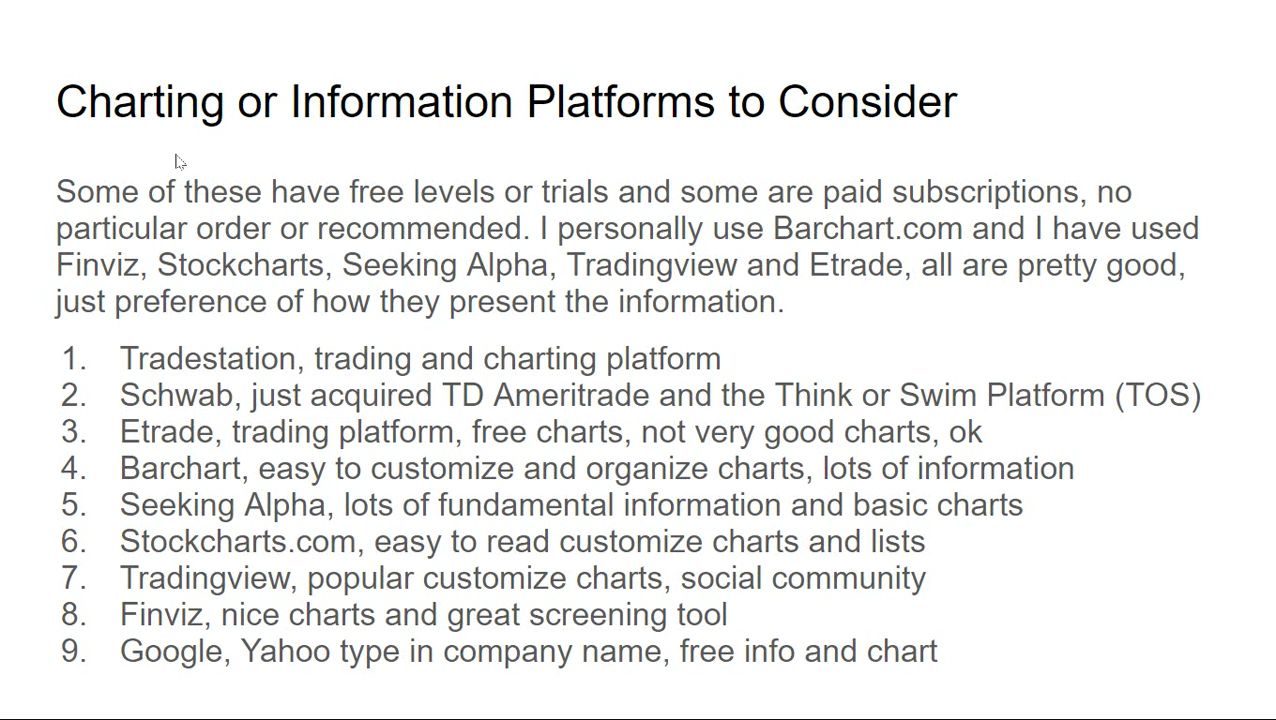 Charting or Information Platforms to Consider
Some of these have free levels or trials and some are paid subscriptions, no
particular order or recommended. I personally use Barchart.com and I have used
Finviz, Stockcharts, Seeking Alpha, Tradingview and Etrade, all are pretty good,
just preference of how they present the information.
1. Tradestation, trading and charting platform
2. Schwab, just acquired TD Ameritrade and the Think or Swim Platform (TOS)
3. Etrade, trading platform, free charts, not very good charts, ok
4. Barchart, easy to customize and organize charts, lots of information
5. Seeking Alpha, lots of fundamental information and basic charts
6. Stockcharts.com, easy to read customize charts and lists
7. Tradingview, popular customize charts, social community
8. Finviz, nice charts and great screening tool
9. Google, Yahoo type in company name, free info and chart